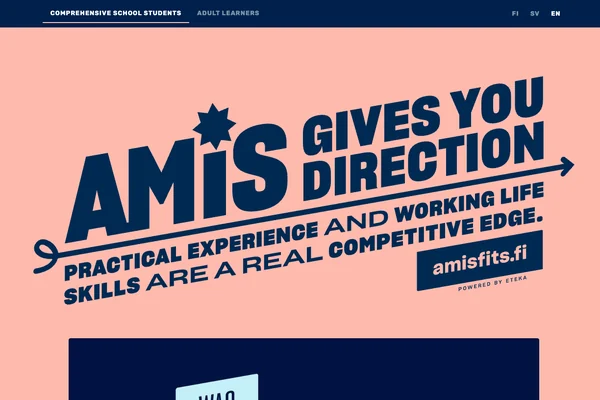 COMPREHENSIVE SCHOOL STUDENTS ADULT LEARNERS FI SV EN
AMIS GIVES YOU
DIRECTION
PRACTICAL EXPERIENCE AND WORKING LIFE
SKILLS ARE A REAL COMPETITIVE EDGE.
amisfits.fi
POWERED BY ETEKA